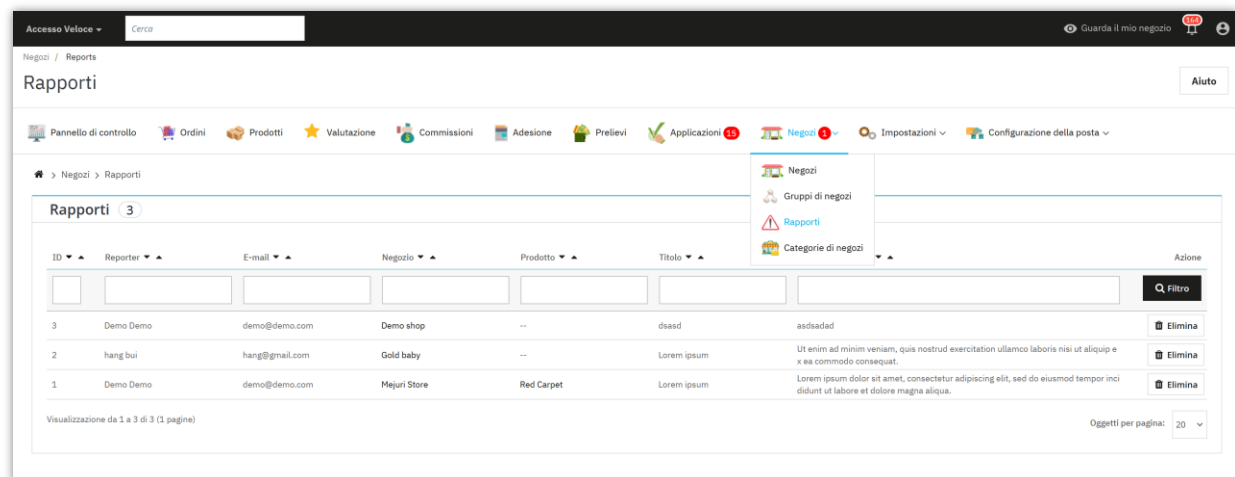 Accesso Veloce
Cerca
Guarda il mio negozio
164
Negozi / Reports
Rapporti
Aiuto
Pannello di controllo
Ordini
Prodotti
Valutazione
Commissioni
Adesione
Prelievi
Applicazioni 15
Negozi 1
Impostazioni
Configurazione della posta
Negozi
Gruppi di negozi
Rapporti
Categorie di negozi
> Negozi > Rapporti
Rapporti 3
ID Reporter E-mail Negozio Prodotto Titolo Azione
Filtro
3 Demo Demo demo@demo.com Demo shop -- dsasd asdsadad Elimina
2 hang bui hang@gmail.com Gold baby -- Lorem ipsum Ut enim ad minim veniam, quis nostrud exercitation ullamco laboris nisi ut aliquip e
x ea commodo consequat. Elimina
1 Demo Demo demo@demo.com Mejuri Store Red Carpet Lorem ipsum Lorem ipsum dolor sit amet, consectetur adipiscing elit, sed do eiusmod tempor inci
didunt ut labore et dolore magna aliqua. Elimina
Visualizzazione da 1 a 3 di 3 (1 pagine)
Oggetti per pagina: 20